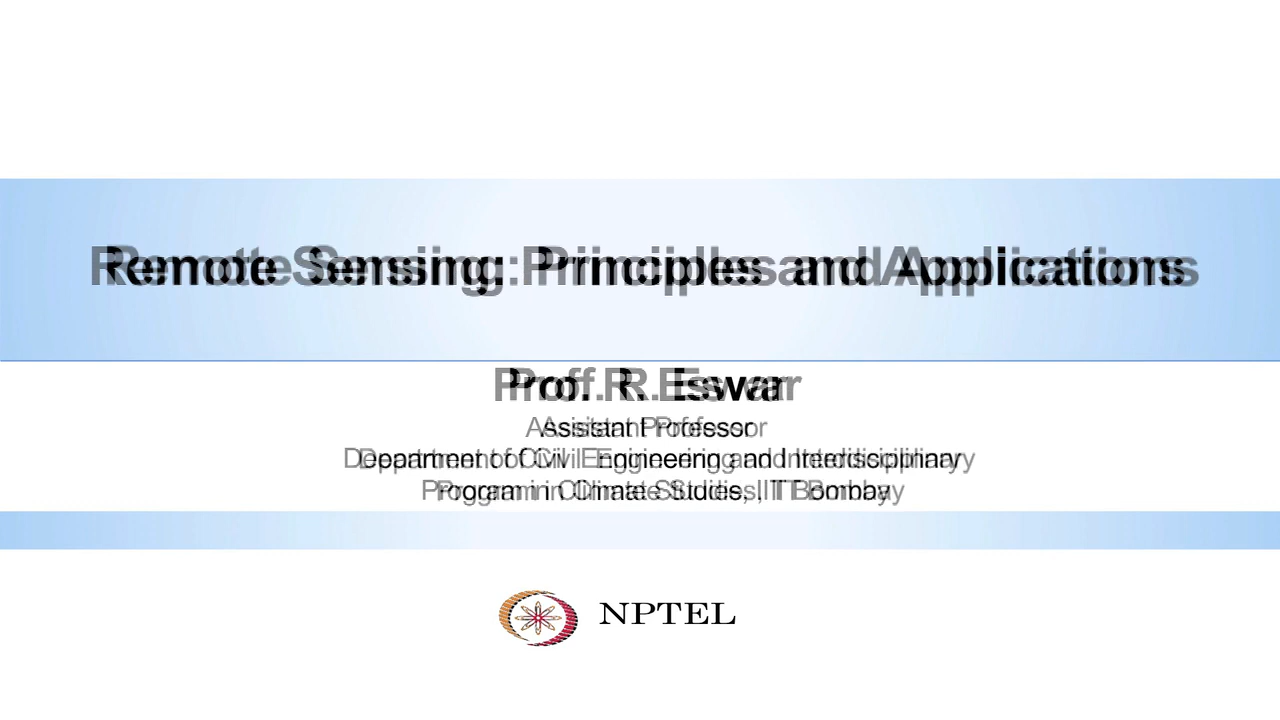 Remote Sensing: Principles and Applications
Prof. R. Eswar
Assistant Professor
Department of Civil Engineering and Interdisciplinary
Program in Climate Studies, IIT Bombay
NPTEL